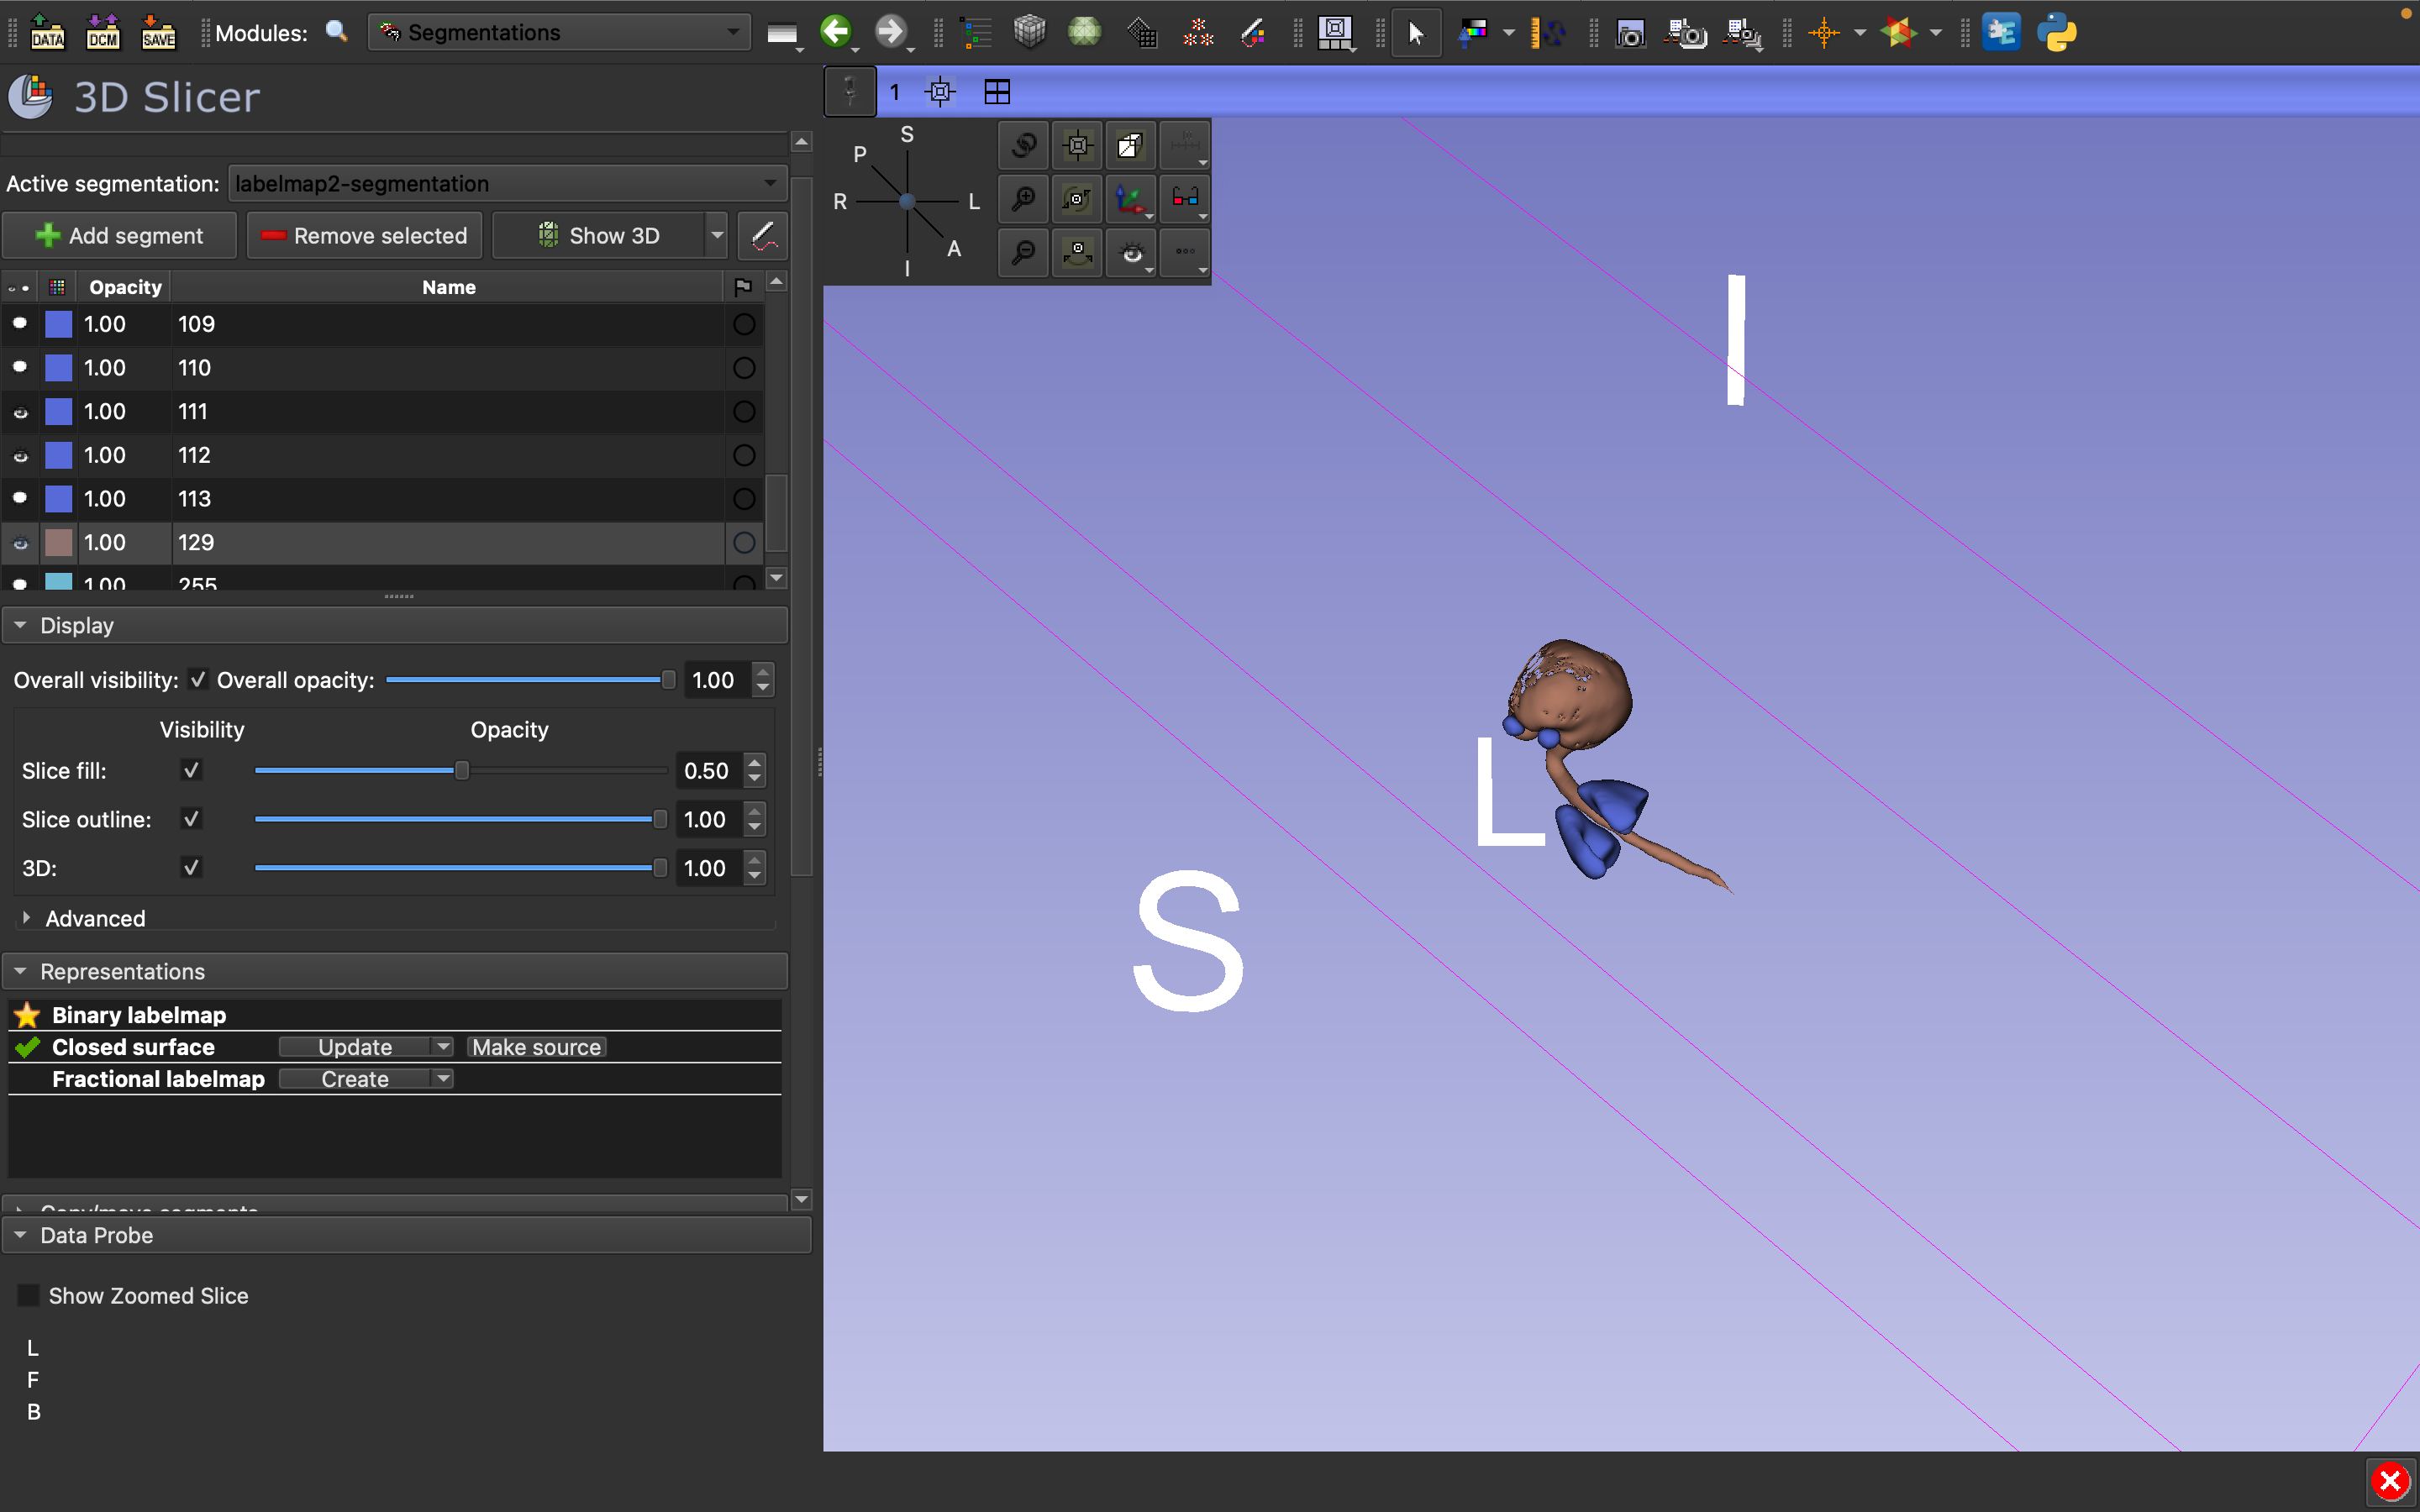 DATA DCM SAVE Modules: Segmentations
3D Slicer
1
S
P
R L
A
I
Active segmentation: labelmap2-segmentation
Add segment Remove selected Show 3D
Opacity Name
1.00 109
1.00 110
1.00 111
1.00 112
1.00 113
1.00 129
1.00 255
Display
Overall visibility: Overall opacity: 1.00
Visibility Opacity
Slice fill: 0.50
Slice outline: 1.00
3D: 1.00
Advanced
Representations
Binary labelmap
Closed surface Update Make source
Fractional labelmap Create
Copy/move segments
Data Probe
Show Zoomed Slice
L
F
B
I
L
S